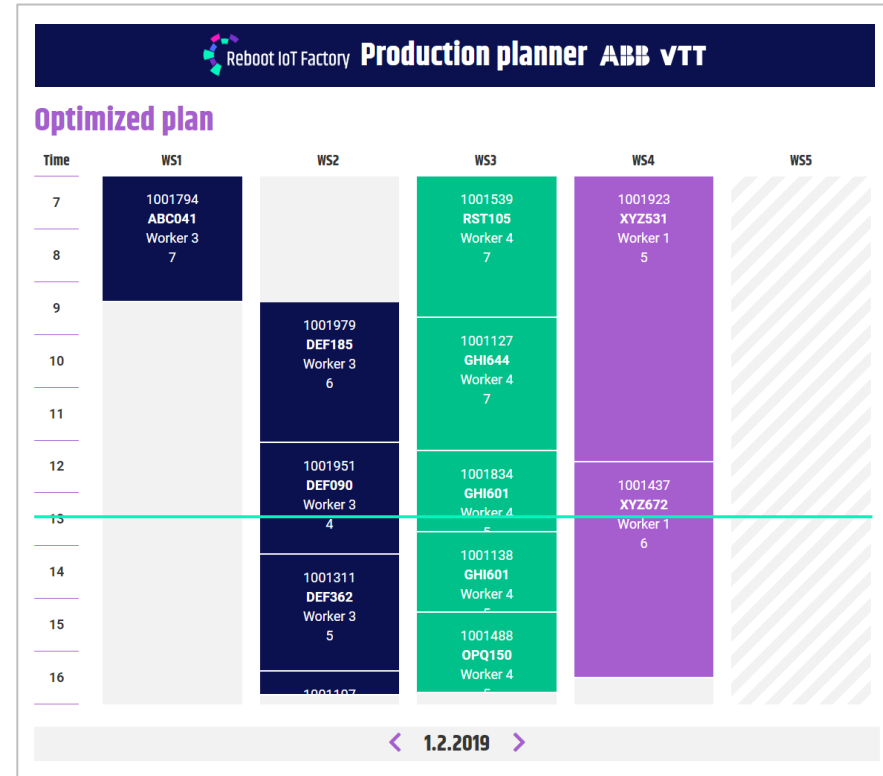 Reboot IoT Factory Production planner ABB VTT
Optimized plan
Time WS1 WS2 WS3 WS4 WS5
7
8
9
10
11
12
13
14
15
16
1001794
ABC041
Worker 3
7
1001979
DEF185
Worker 3
6
1001951
DEF090
Worker 3
4
1001311
DEF362
Worker 3
5
1001107
1001539
RST105
Worker 4
7
1001127
GHI644
Worker 4
7
1001834
GHI601
Worker 4
5
1001138
GHI601
Worker 4
1001488
OPQ150
Worker 4
1001923
XYZ531
Worker 1
5
1001437
XYZ672
Worker 1
6
1.2.2019